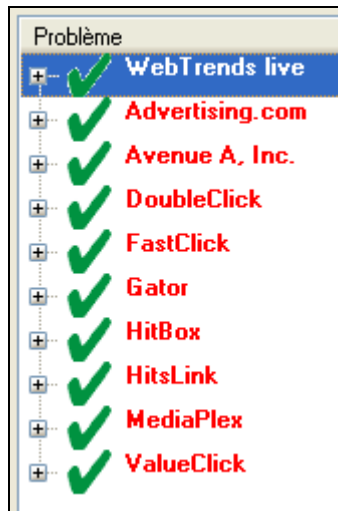 Problème
WebTrends live
Advertising.com
Avenue A, Inc.
DoubleClick
FastClick
Gator
HitBox
HitsLink
MediaPlex
ValueClick